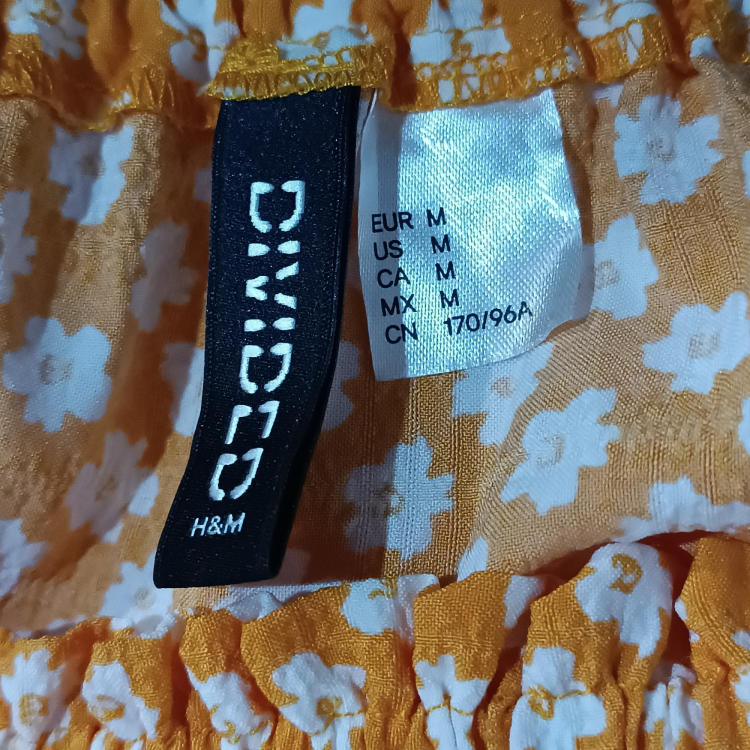 DIVIDED
H&M
EUR M
US M
CA M
MX M
CN 170/96A